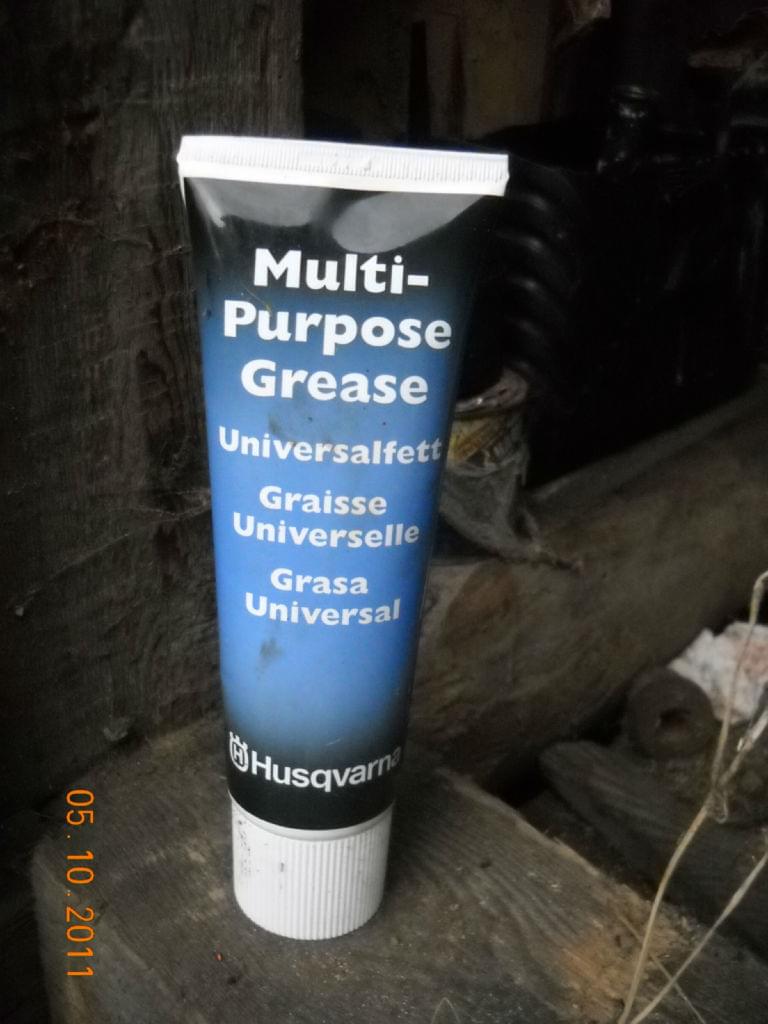 Multi-
Purpose
Grease
Universalfett
Graisse
Universelle
Grasa
Universal
H Husqvarna
05.10.2011